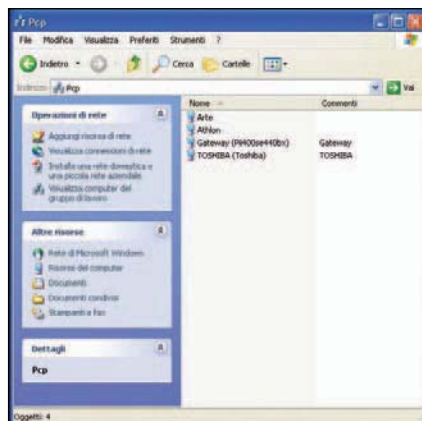 Pcp
File Modifica Visualizza Preferiti Strumenti ?
Indietro Cerca Cartelle
Indirizzo Pcp Vai
Nome Commenti
Operazioni di rete
Aggiungi risorsa di rete
Visualizza connessioni di rete
Installa una rete domestica o
una piccola rete aziendale
Visualizza computer del
gruppo di lavoro
Altre risorse
Rete di Microsoft Windows
Risorse del computer
Documenti
Documenti condivisi
Stampanti e fax
Dettagli
Pcp
Arte
Athlon
Gateway (P8400se440bx) Gateway
TOSHIBA (Toshiba) TOSHIBA
Oggetti: 4